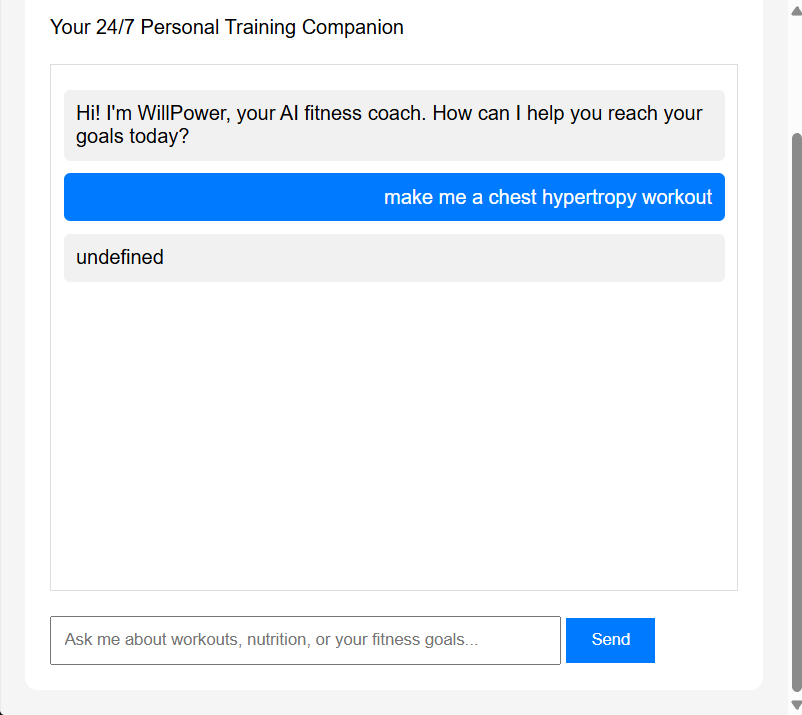 Your 24/7 Personal Training Companion
Hi! I'm WillPower, your AI fitness coach. How can I help you reach your
goals today?
make me a chest hypertropy workout
undefined
Ask me about workouts, nutrition, or your fitness goals...
Send